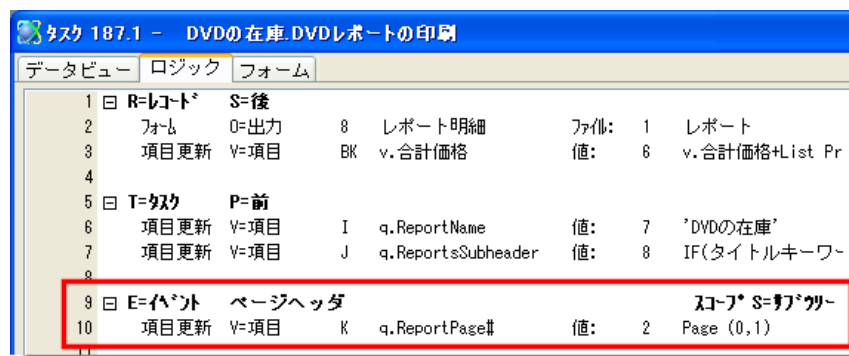 タスク 187.1 － DVDの在庫.DVDレポートの印刷
データビュー ロジック フォーム
1 R=ﾚｺｰﾄﾞ S=後
2 ﾌｫｰﾑ O=出力 8 レポート明細 ﾌｧｲﾙ: 1 レポート
3 項目更新 V=項目 BK v.合計価格 値: 6 v.合計価格+List Pr
4
5 T=ﾀｽｸ P=前
6 項目更新 V=項目 I q.ReportName 値: 7 'DVDの在庫'
7 項目更新 V=項目 J q.ReportsSubheader 値: 8 IF(タイトルキーワー
8
9 E=ｲﾍﾞﾝﾄ ページヘッダ ｽｺｰﾌﾟ S=ｻﾌﾞﾂﾘｰ
10 項目更新 V=項目 K q.ReportPage# 値: 2 Page (0,1)
11